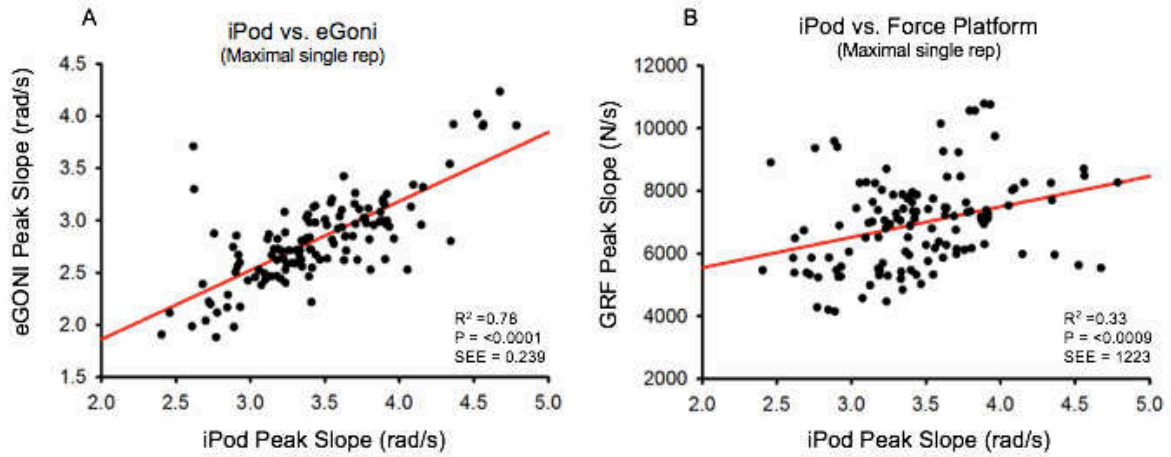 A
iPod vs. eGoni
(Maximal single rep)
eGONI Peak Slope (rad/s)
4.5
4.0
3.5
3.0
2.5
2.0
1.5
R² =0.78
P = <0.0001
SEE = 0.239
2.0 2.5 3.0 3.5 4.0 4.5 5.0
iPod Peak Slope (rad/s)
B
iPod vs. Force Platform
(Maximal single rep)
GRF Peak Slope (N/s)
12000
10000
8000
6000
4000
2000
R² =0.33
P = <0.0009
SEE = 1223
2.0 2.5 3.0 3.5 4.0 4.5 5.0
iPod Peak Slope (rad/s)